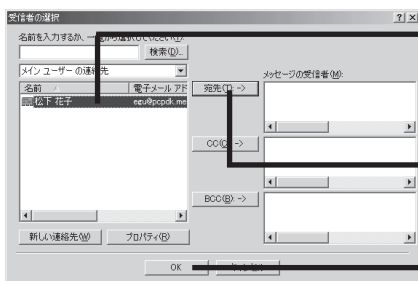 受信者の選択
名前を入力するか、一覧から選択してください(Y):
検索(D)...
メイン ユーザー の連絡先
メッセージの受信者(M):
名前 電子メール アド
松下 花子 egu@pcpdk.me
宛先(T): ->
CC(C): ->
BCC(B): ->
新しい連絡先(W) プロパティ(R)
OK